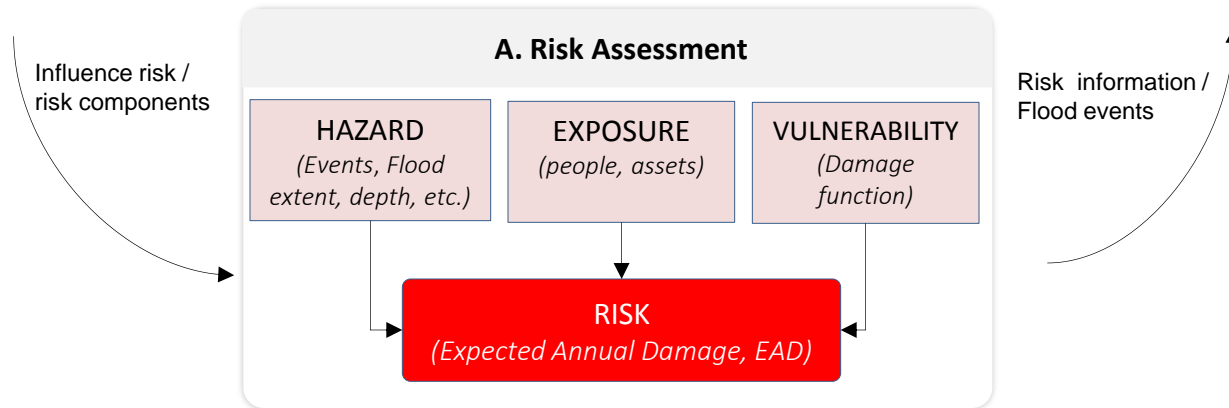 A. Risk Assessment
Influence risk /
risk components
Risk information /
Flood events
HAZARD
(Events, Flood
extent, depth, etc.)
EXPOSURE
(people, assets)
VULNERABILITY
(Damage
function)
RISK
(Expected Annual Damage, EAD)